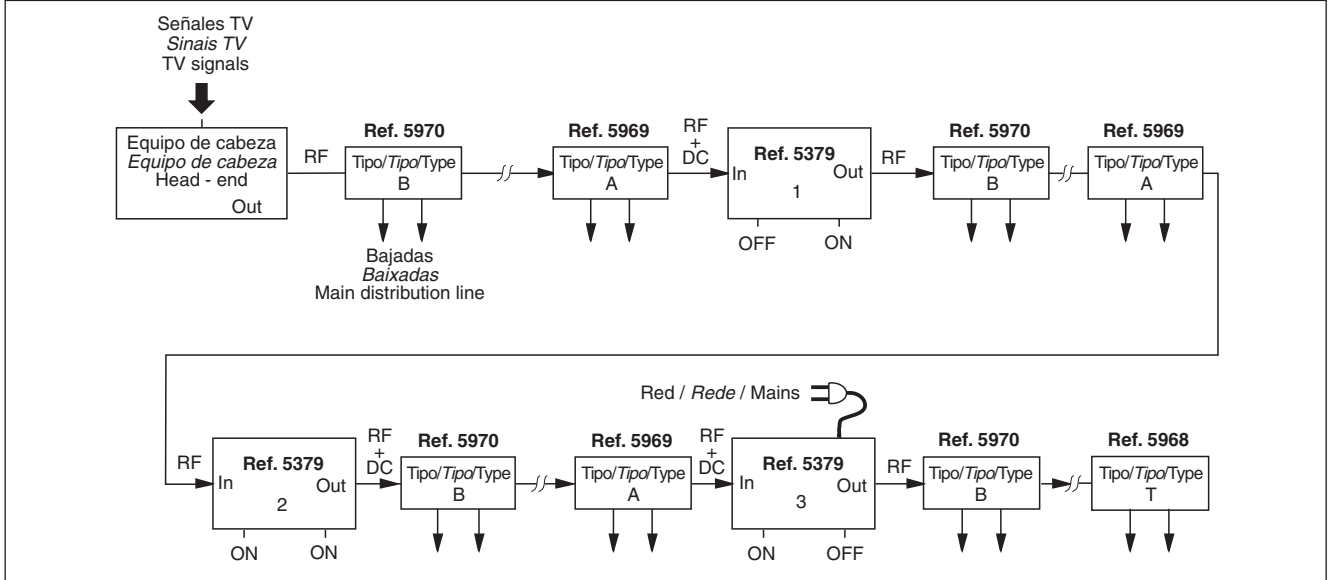 Señales TV
Sinais TV
TV signals
Equipo de cabeza
Equipo de cabeza
Head - end
Out
RF
Ref. 5970
Tipo/Tipo/Type
B
Bajadas
Baixadas
Main distribution line
Ref. 5969
Tipo/Tipo/Type
A
RF
+
DC
Ref. 5379
In
Out
1
OFF
ON
RF
Ref. 5970
Tipo/Tipo/Type
B
Ref. 5969
Tipo/Tipo/Type
A
RF
Ref. 5379
In
Out
2
ON
ON
RF
+
DC
Ref. 5970
Tipo/Tipo/Type
B
Ref. 5969
Tipo/Tipo/Type
A
RF
+
DC
Red / Rede / Mains
Ref. 5379
In
Out
3
ON
OFF
RF
Ref. 5970
Tipo/Tipo/Type
B
Ref. 5968
Tipo/Tipo/Type
T